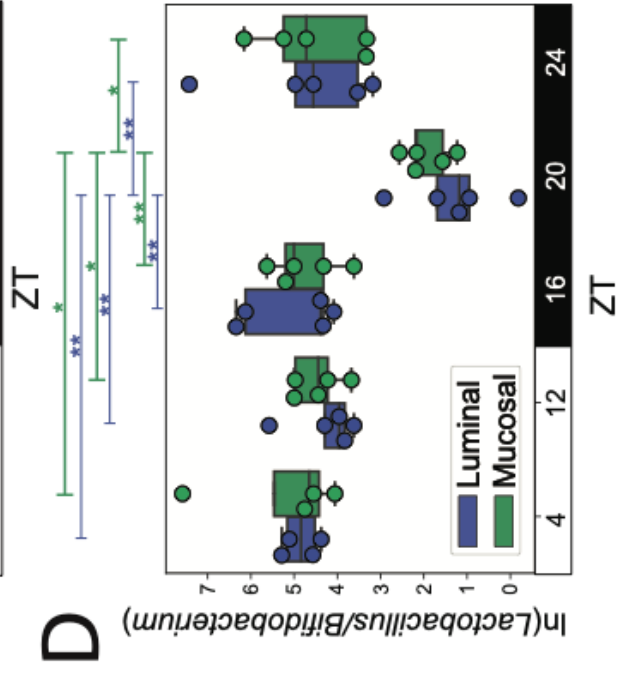 ZT
D
*
**
*
**
*
**
**
**
ln(Lactobacillus/Bifidobacterium)
7
6
5
4
3
2
1
0
Luminal
Mucosal
4 12 16 20 24
ZT